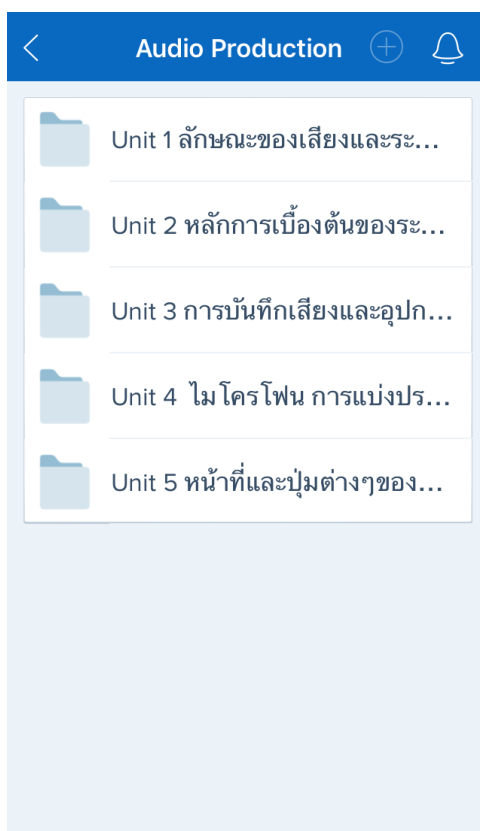 Audio Production
Unit 1 ลักษณะของเสียงและระ...
Unit 2 หลักการเบื้องต้นของระ...
Unit 3 การบันทึกเสียงและอุปก...
Unit 4 ไมโครโฟน การแบ่งปร...
Unit 5 หน้าที่และปุ่มต่างๆของ...